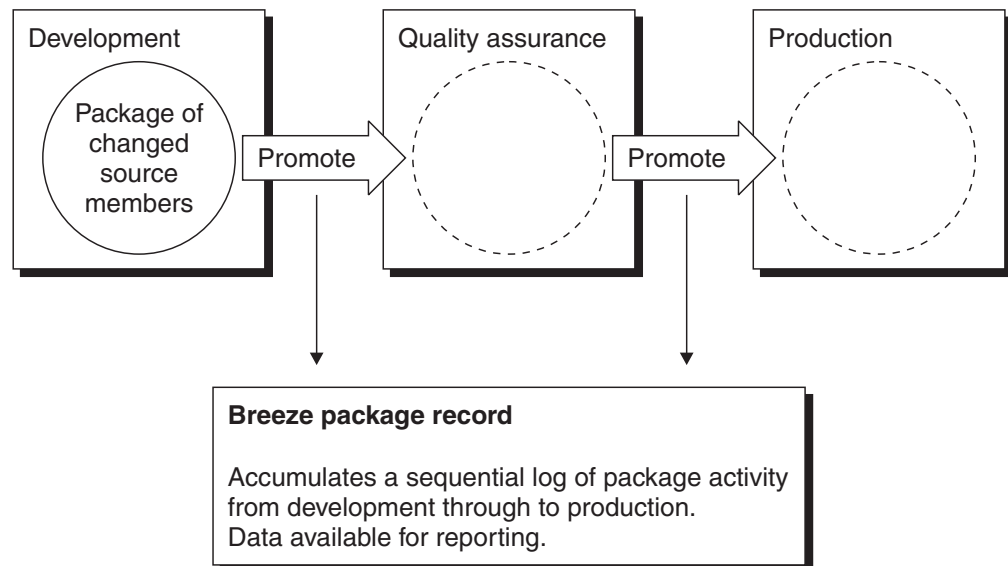 Development
Package of
changed
source
members
Promote
Quality assurance
Promote
Production
Breeze package record
Accumulates a sequential log of package activity
from development through to production.
Data available for reporting.